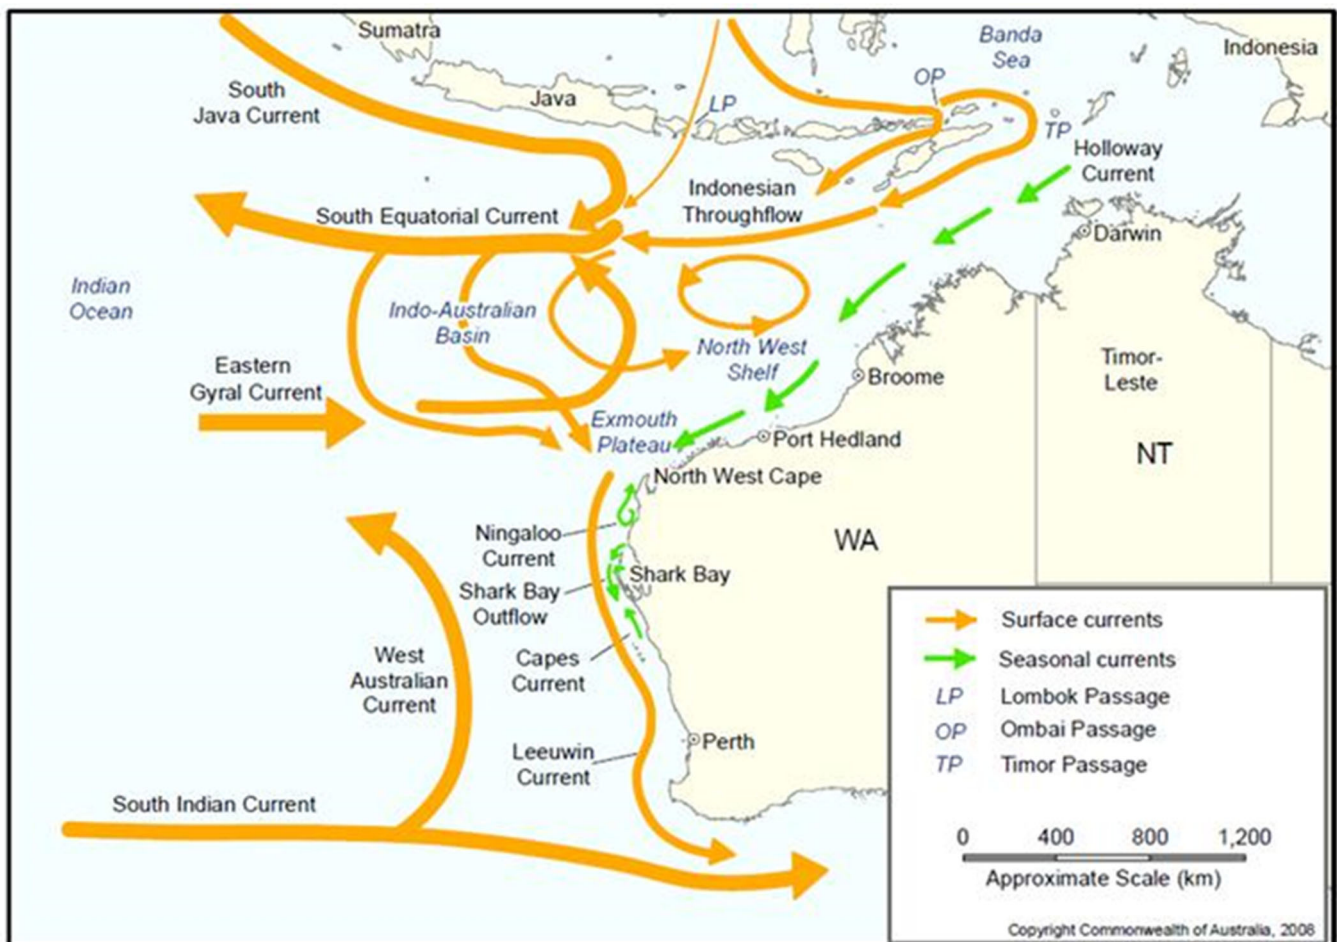 Sumatra
Banda
Sea
Indonesia
OP
South
Java Current
Java
LP
TP
Holloway
Current
Indonesian
Throughflow
South Equatorial Current
Darwin
Indian
Ocean
Indo-Australian
Basin
North West
Shelf
Eastern
Gyral Current
Broome
Timor-
Leste
Exmouth
Plateau
Port Hedland
NT
North West Cape
Ningaloo
Current
WA
Shark Bay
Shark Bay
Outflow
West
Australian
Current
Capes
Current
Perth
Leeuwin
Current
South Indian Current
Surface currents
Seasonal currents
LP Lombok Passage
OP Ombai Passage
TP Timor Passage
0 400 800 1,200
Approximate Scale (km)
Copyright Commonwealth of Australia, 2008